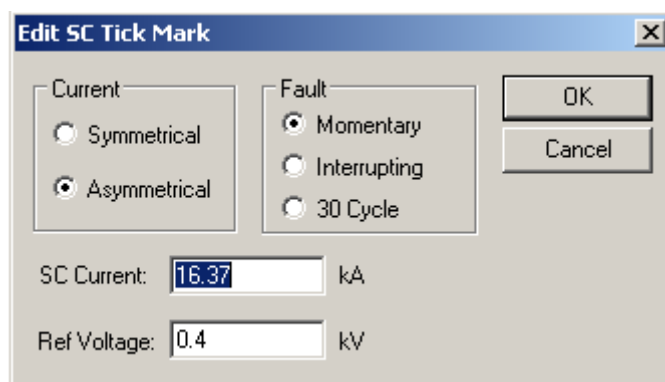 Edit SC Tick Mark
Current
Symmetrical
Asymmetrical
Fault
Momentary
Interrupting
30 Cycle
OK
Cancel
SC Current: 16.37 kA
Ref Voltage: 0.4 kV